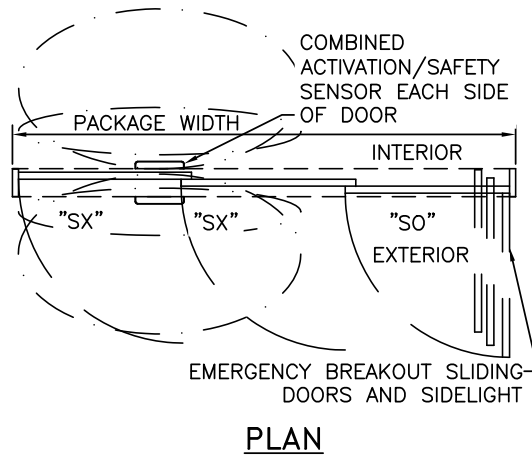 COMBINED
ACTIVATION/SAFETY
SENSOR EACH SIDE
OF DOOR
PACKAGE WIDTH
INTERIOR
"SX"
"SX"
"SO"
EXTERIOR
EMERGENCY BREAKOUT SLIDING
DOORS AND SIDELIGHT
PLAN